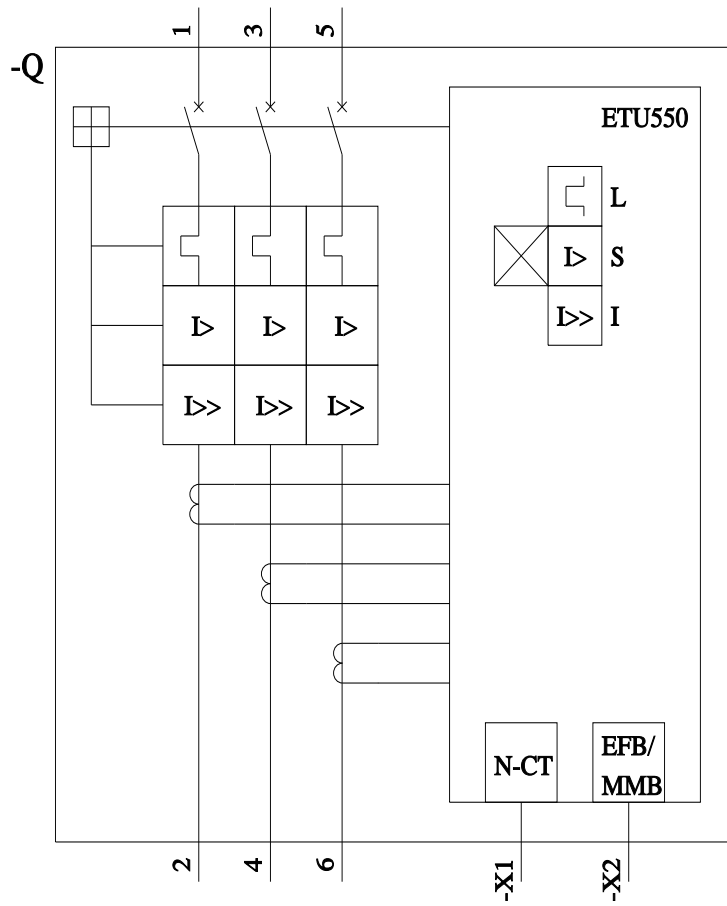 1 3 5
-Q
ETU550
L
I> S
I>> I
I> I> I>
I>> I>> I>>
N-CT
EFB/
MMB
2 4 6
-X1 -X2